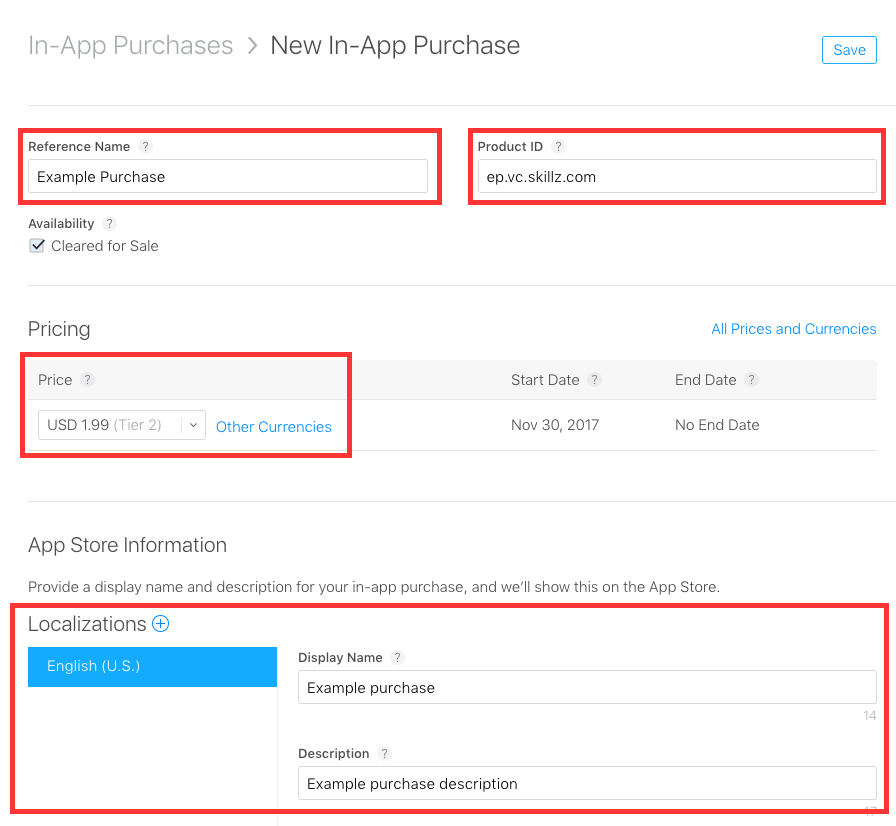 In-App Purchases > New In-App Purchase
Save
Reference Name ?
Product ID ?
Example Purchase
ep.vc.skillz.com
Availability ?
Cleared for Sale
Pricing
All Prices and Currencies
Price ?
Start Date ?
End Date ?
USD 1.99 (Tier 2)
Other Currencies
Nov 30, 2017
No End Date
App Store Information
Provide a display name and description for your in-app purchase, and we'll show this on the App Store.
Localizations
English (U.S.)
Display Name ?
Example purchase
14
Description ?
Example purchase description
17